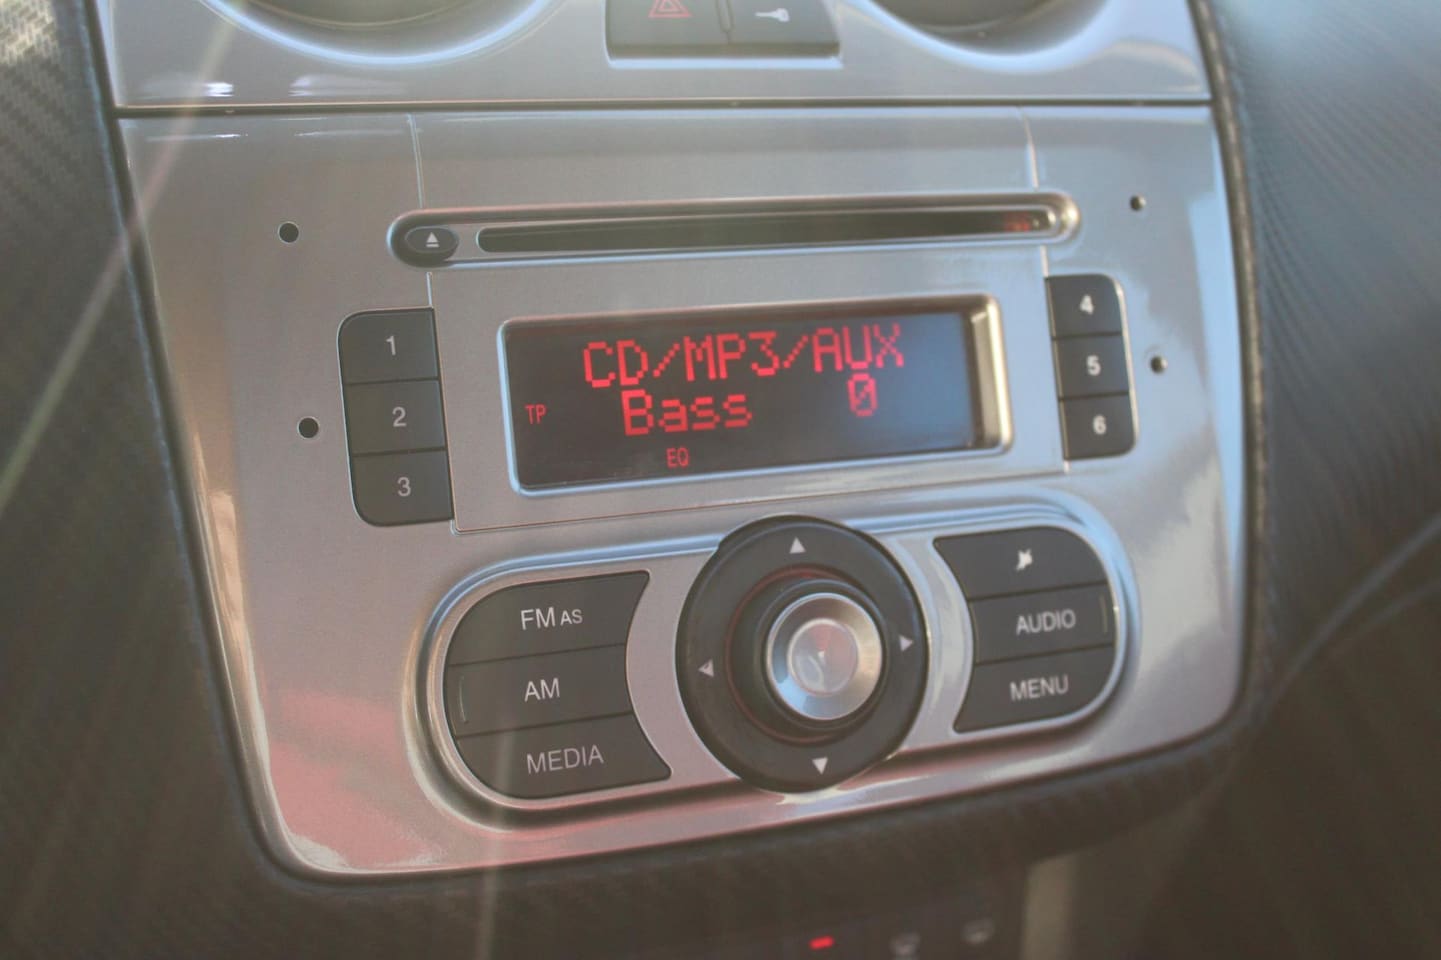 CD/MP3/AUX
TP Bass 0
EQ
1
2
3
4
5
6
FM AS
AM
MEDIA
AUDIO
MENU